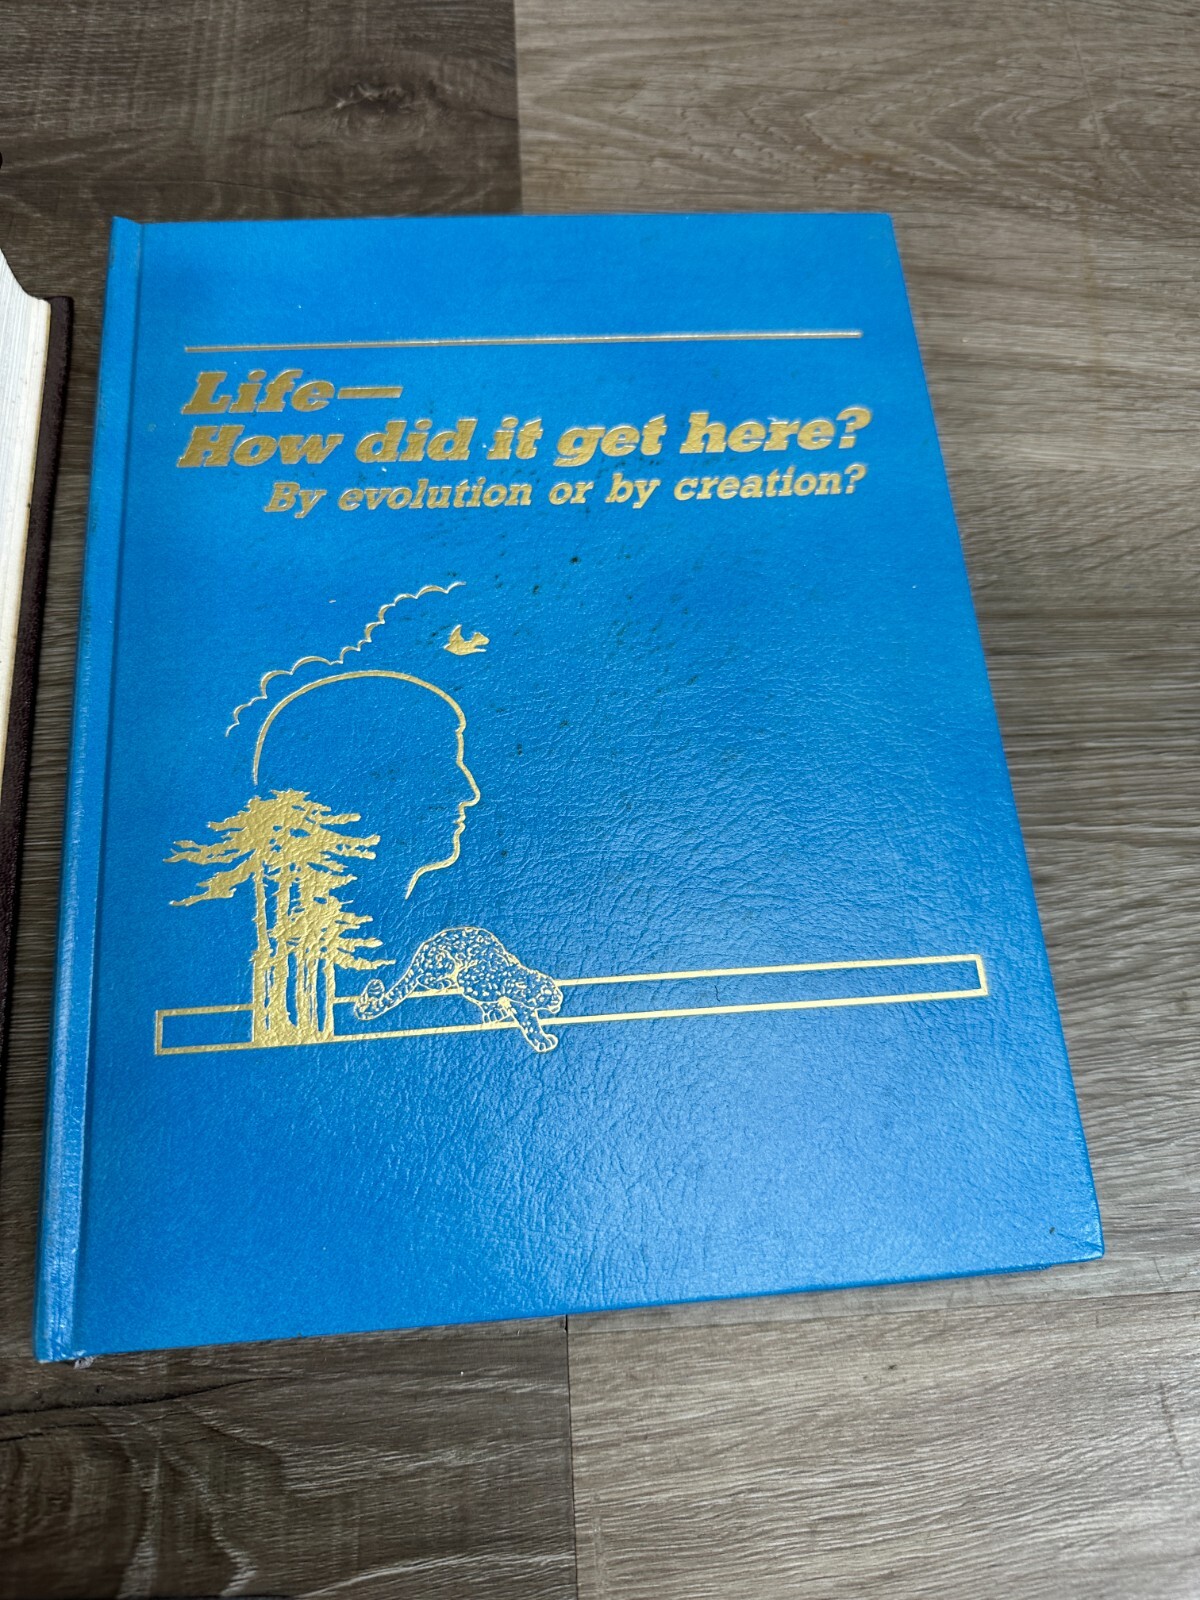 Life—
How did it get here?
By evolution or by creation?